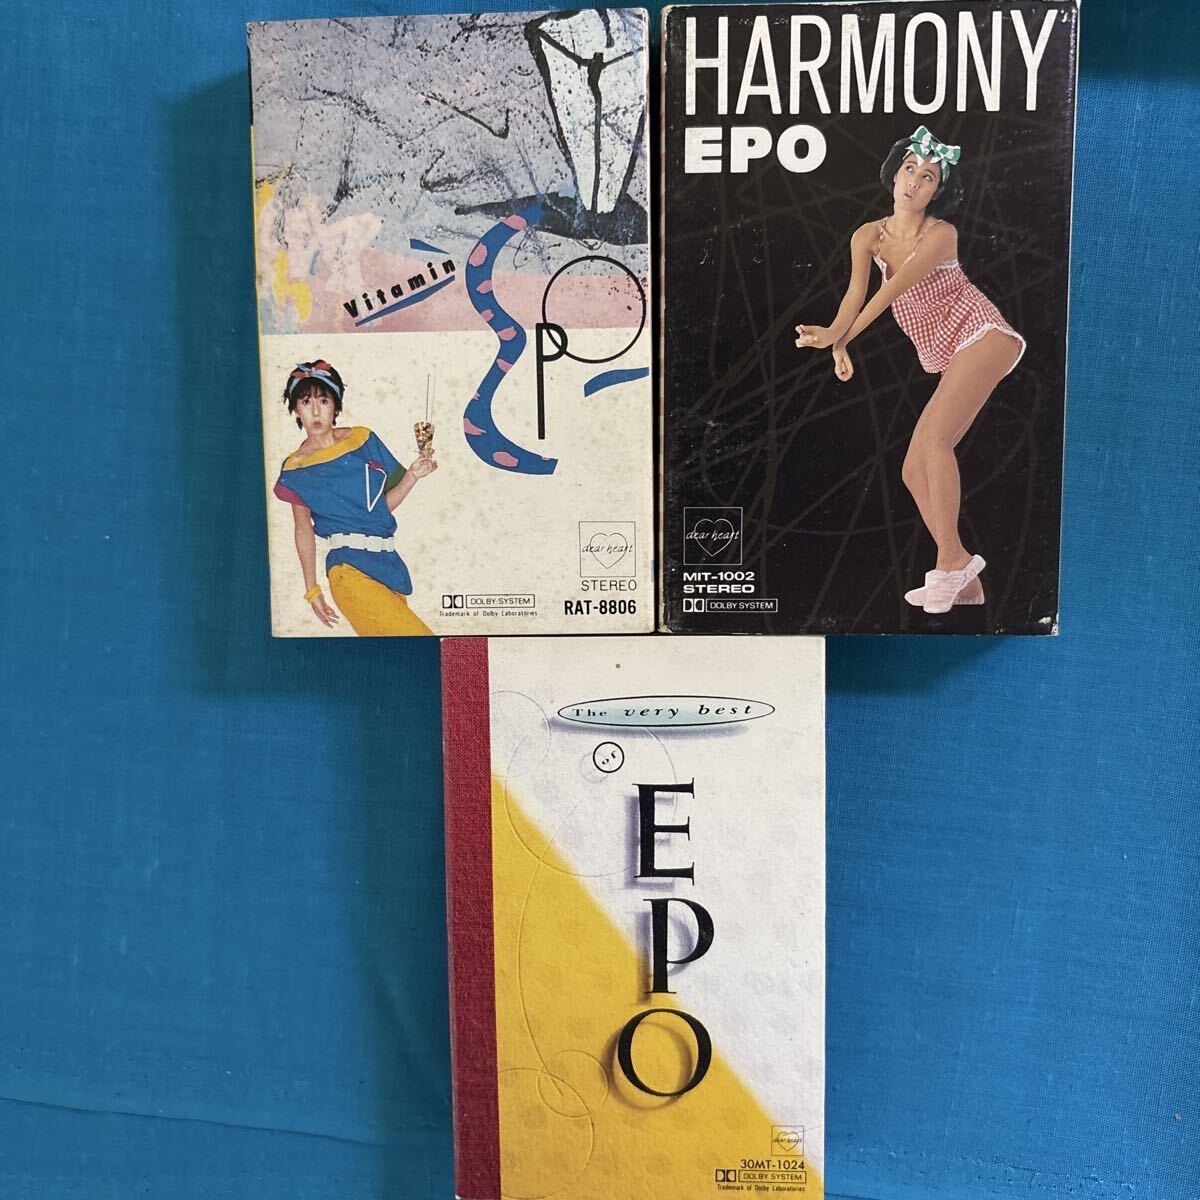 Vitamin
EPO
dear heart
STEREO
DOLBY SYSTEM
Trademark of Dolby Laboratories
RAT-8806
HARMONY
EPO
dear heart
MIT-1002
STEREO
DOLBY SYSTEM
The very best
of
EPO
dear heart
30MT-1024
DOLBY SYSTEM
Trademark of Dolby Laboratories